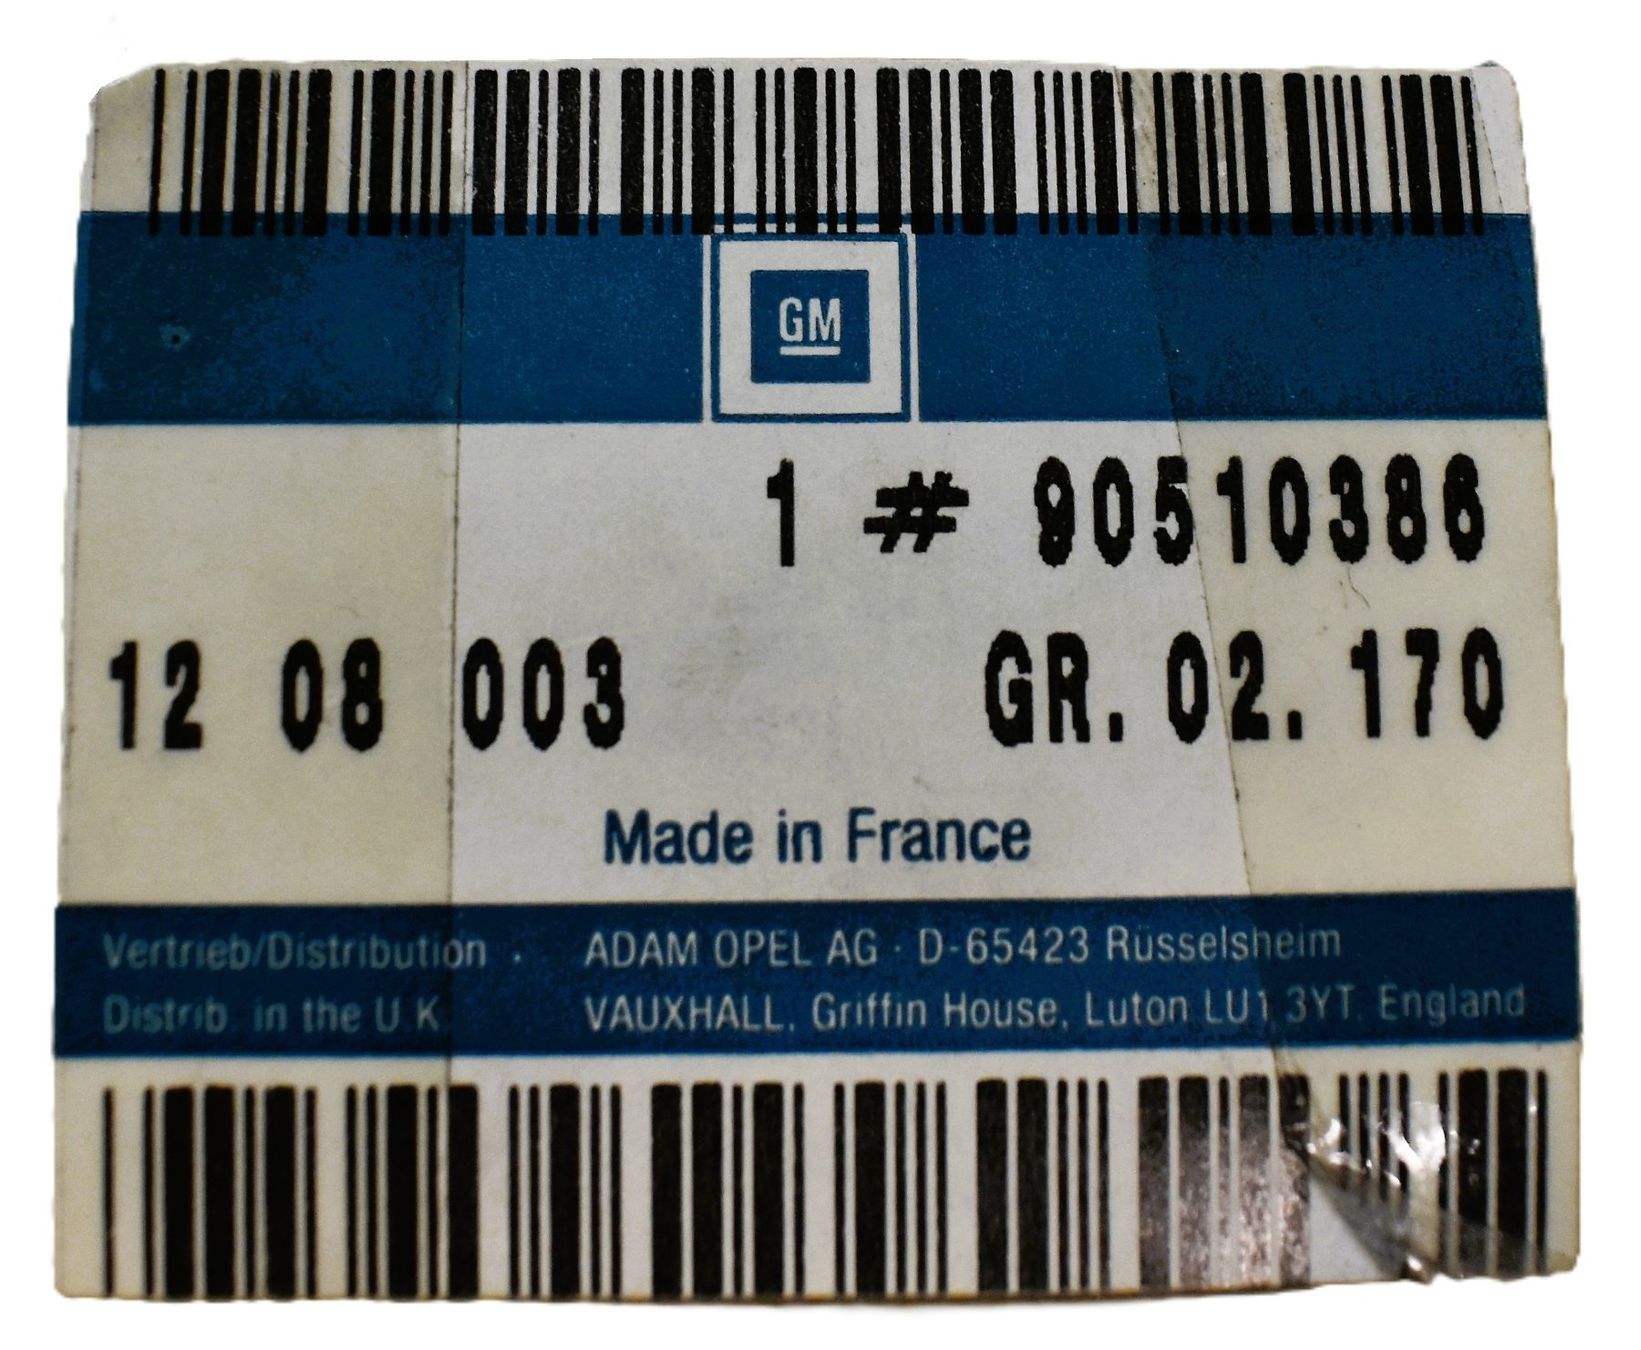 GM
1 # 90510386
12 08 003 GR. 02. 170
Made in France
Vertrieb/Distribution · ADAM OPEL AG · D-65423 Rüsselsheim
Distrib. in the U.K. VAUXHALL, Griffin House, Luton LU1 3YT, England